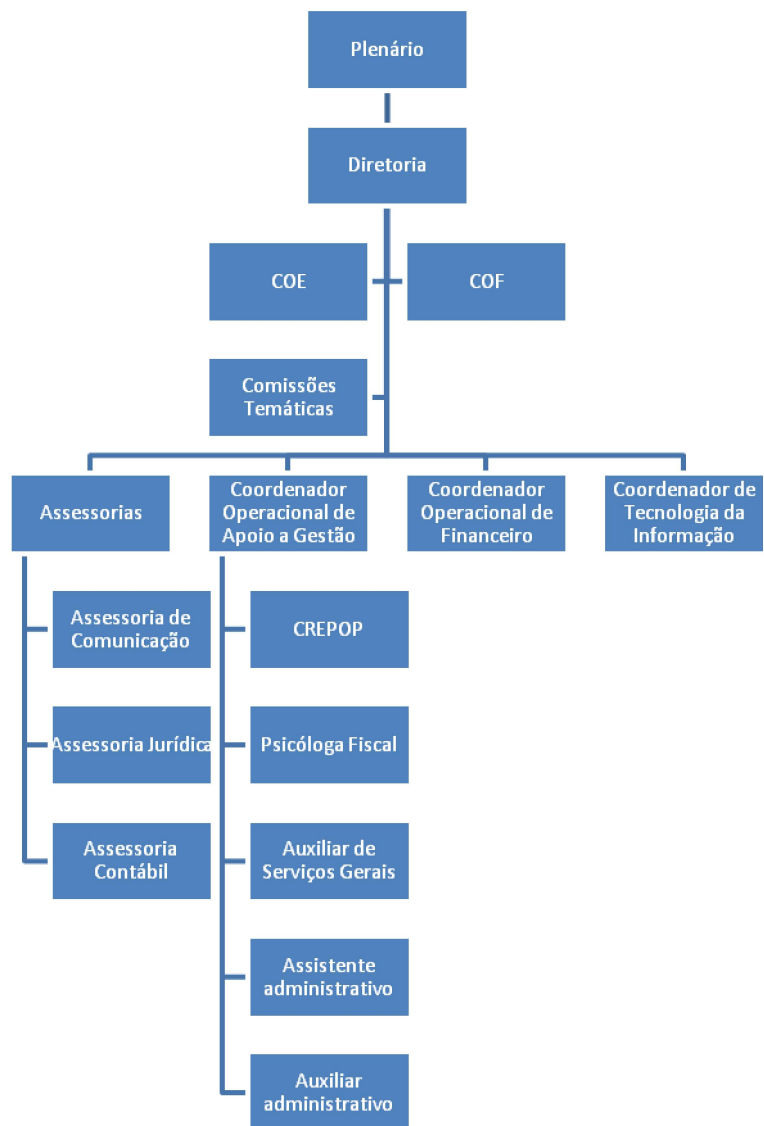 Plenário
Diretoria
COE
COF
Comissões
Temáticas
Assessorias
Coordenador
Operacional de
Apoio a Gestão
Coordenador
Operacional de
Financeiro
Coordenador de
Tecnologia da
Informação
Assessoria de
Comunicação
Assessoria Jurídica
Assessoria
Contábil
CREPOP
Psicóloga Fiscal
Auxiliar de
Serviços Gerais
Assistente
administrativo
Auxiliar
administrativo